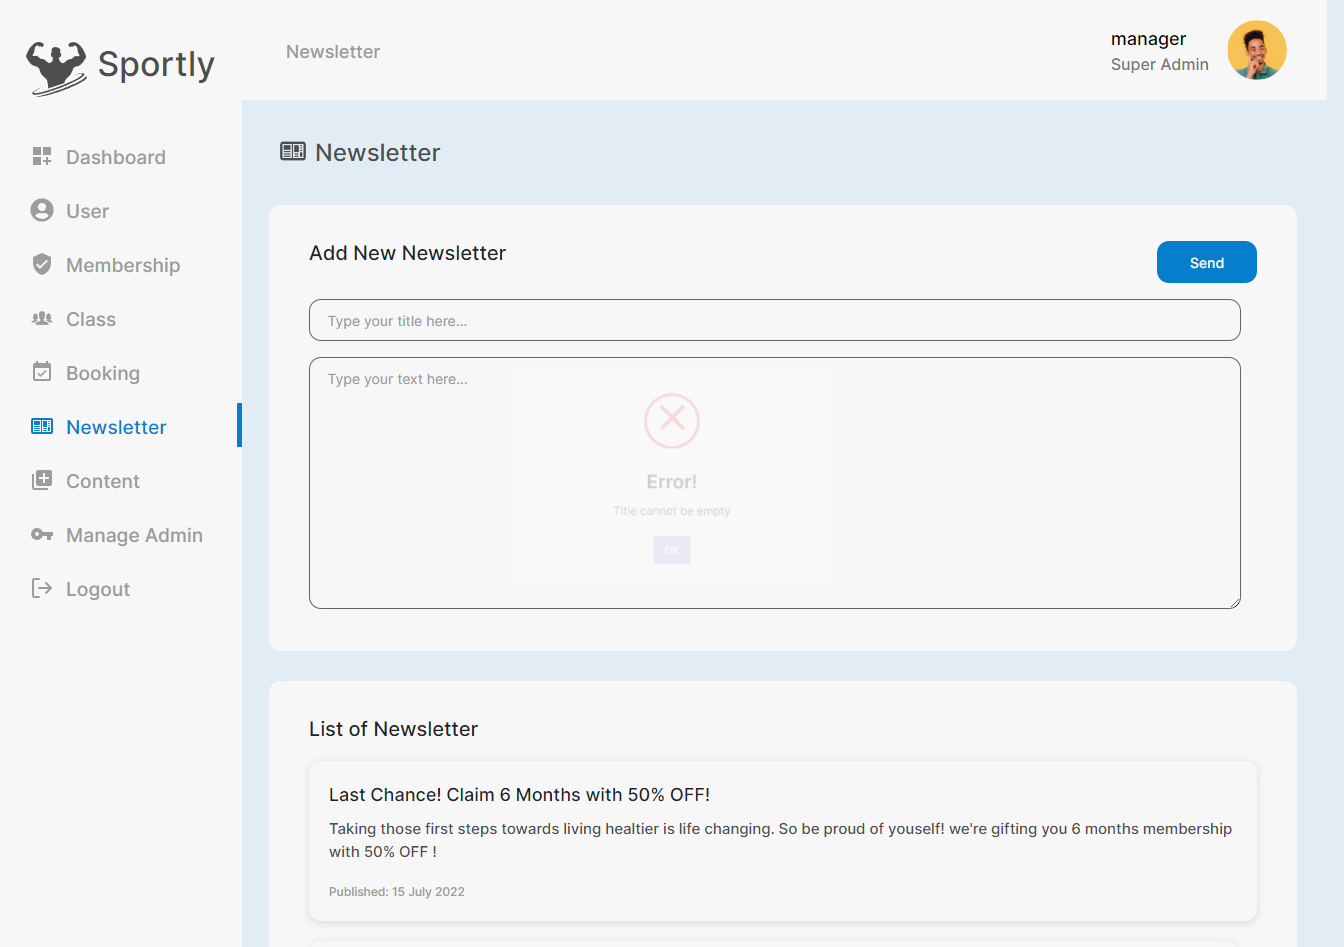 Sportly
Newsletter
manager
Super Admin
Dashboard
User
Membership
Class
Booking
Newsletter
Content
Manage Admin
Logout
Newsletter
Add New Newsletter
Send
Type your title here...
Type your text here...
Error!
Title cannot be empty
OK
List of Newsletter
Last Chance! Claim 6 Months with 50% OFF!
Taking those first steps towards living healtier is life changing. So be proud of youself! we're gifting you 6 months membership
with 50% OFF !
Published: 15 July 2022